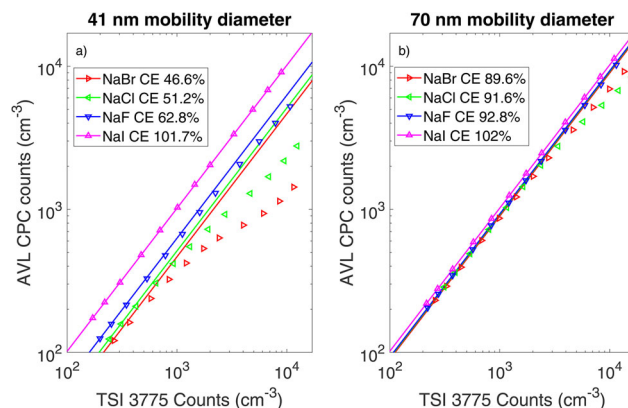 41 nm mobility diameter
a)
NaBr CE 46.6%
NaCl CE 51.2%
NaF CE 62.8%
NaI CE 101.7%
10⁴
10³
10²
AVL CPC counts (cm⁻³)
10² 10³ 10⁴
TSI 3775 Counts (cm⁻³)
70 nm mobility diameter
b)
NaBr CE 89.6%
NaCl CE 91.6%
NaF CE 92.8%
NaI CE 102%
10⁴
10³
10²
AVL CPC counts (cm⁻³)
10² 10³ 10⁴
TSI 3775 Counts (cm⁻³)